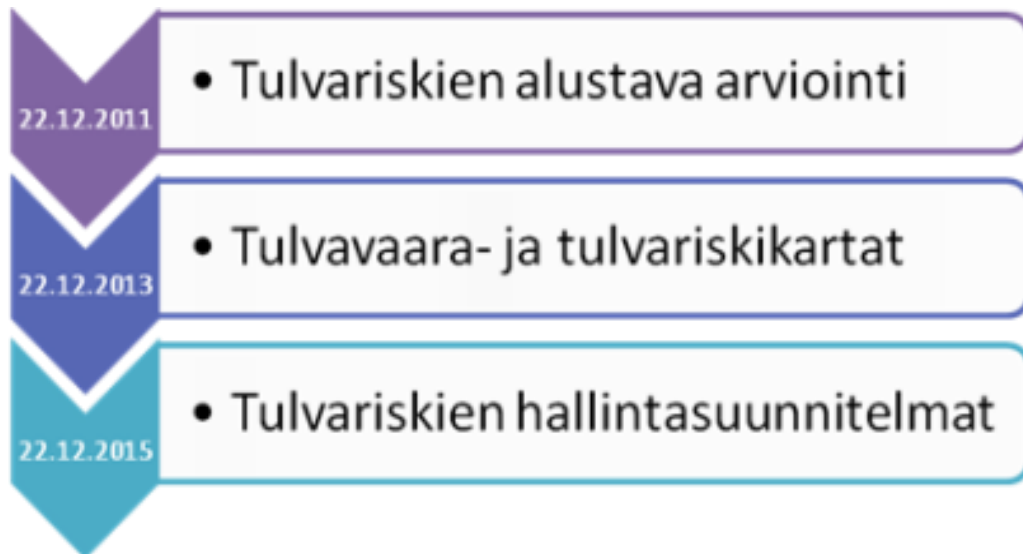 22.12.2011
• Tulvariskien alustava arviointi
22.12.2013
• Tulvavaara- ja tulvariskikartat
22.12.2015
• Tulvariskien hallintasuunnitelmat